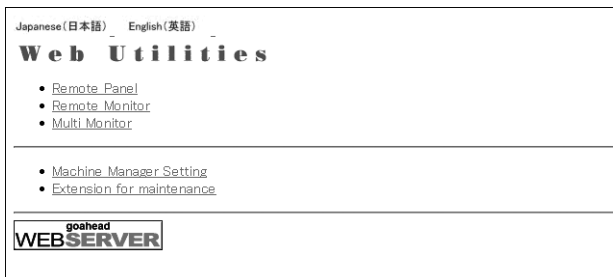 Japanese(日本語) English(英語)
Web Utilities
Remote Panel
Remote Monitor
Multi Monitor
Machine Manager Setting
Extension for maintenance
goahead
WEBSERVER